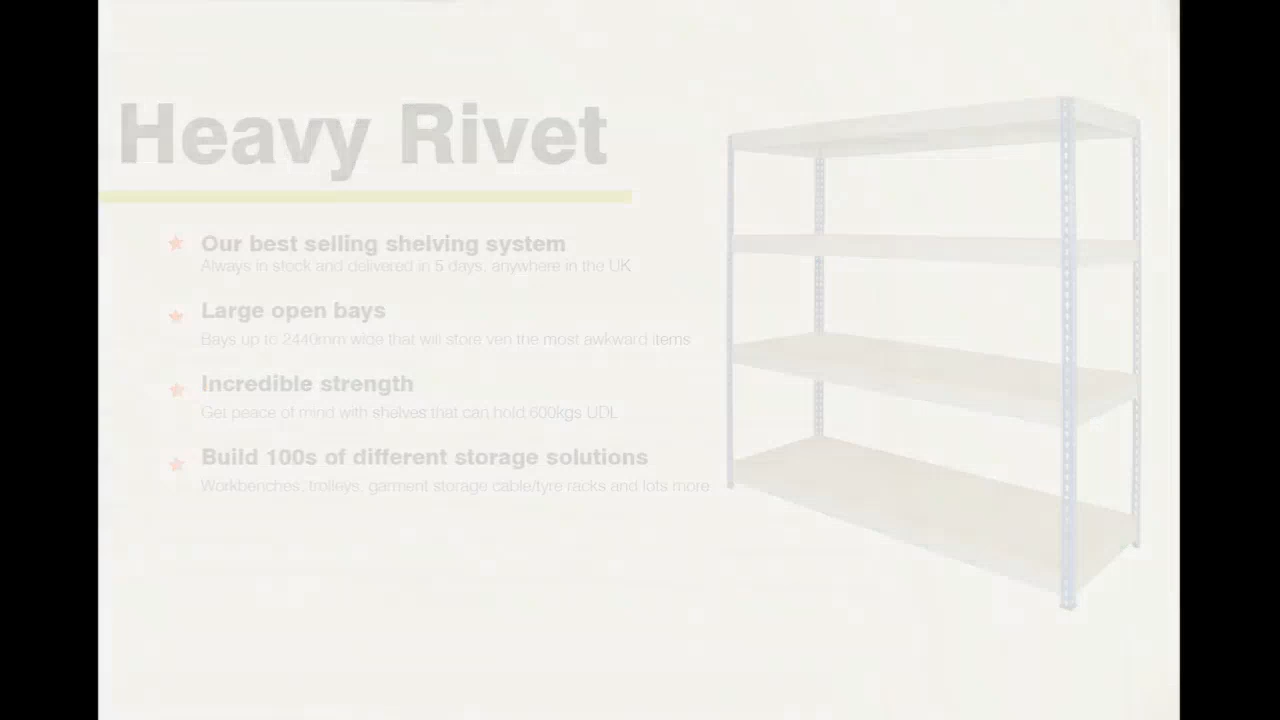 Heavy Rivet
Our best selling shelving system
Always in stock and delivered in 5 days, anywhere in the UK
Large open bays
Bays up to 2440mm wide that will store ven the most awkward items
Incredible strength
Get peace of mind with shelves that can hold 600kgs UDL
Build 100s of different storage solutions
Workbenches, trolleys, garment storage cable/tyre racks and lots more